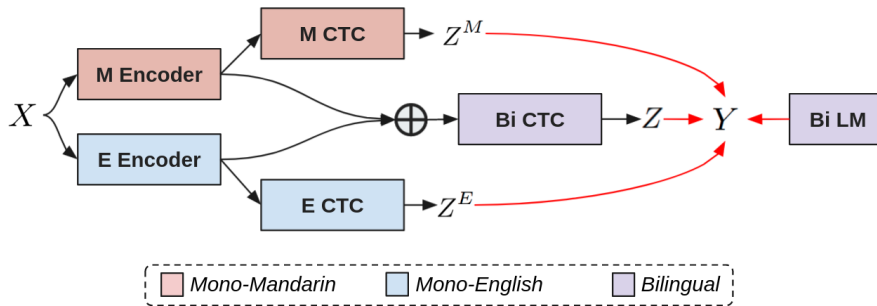 M CTC
Z^M
M Encoder
X
Bi CTC
Z
Y
Bi LM
E Encoder
E CTC
Z^E
Mono-Mandarin
Mono-English
Bilingual